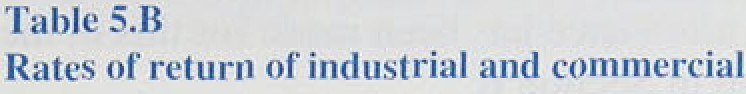 Table 5.B
Rates of return of industrial and commercial